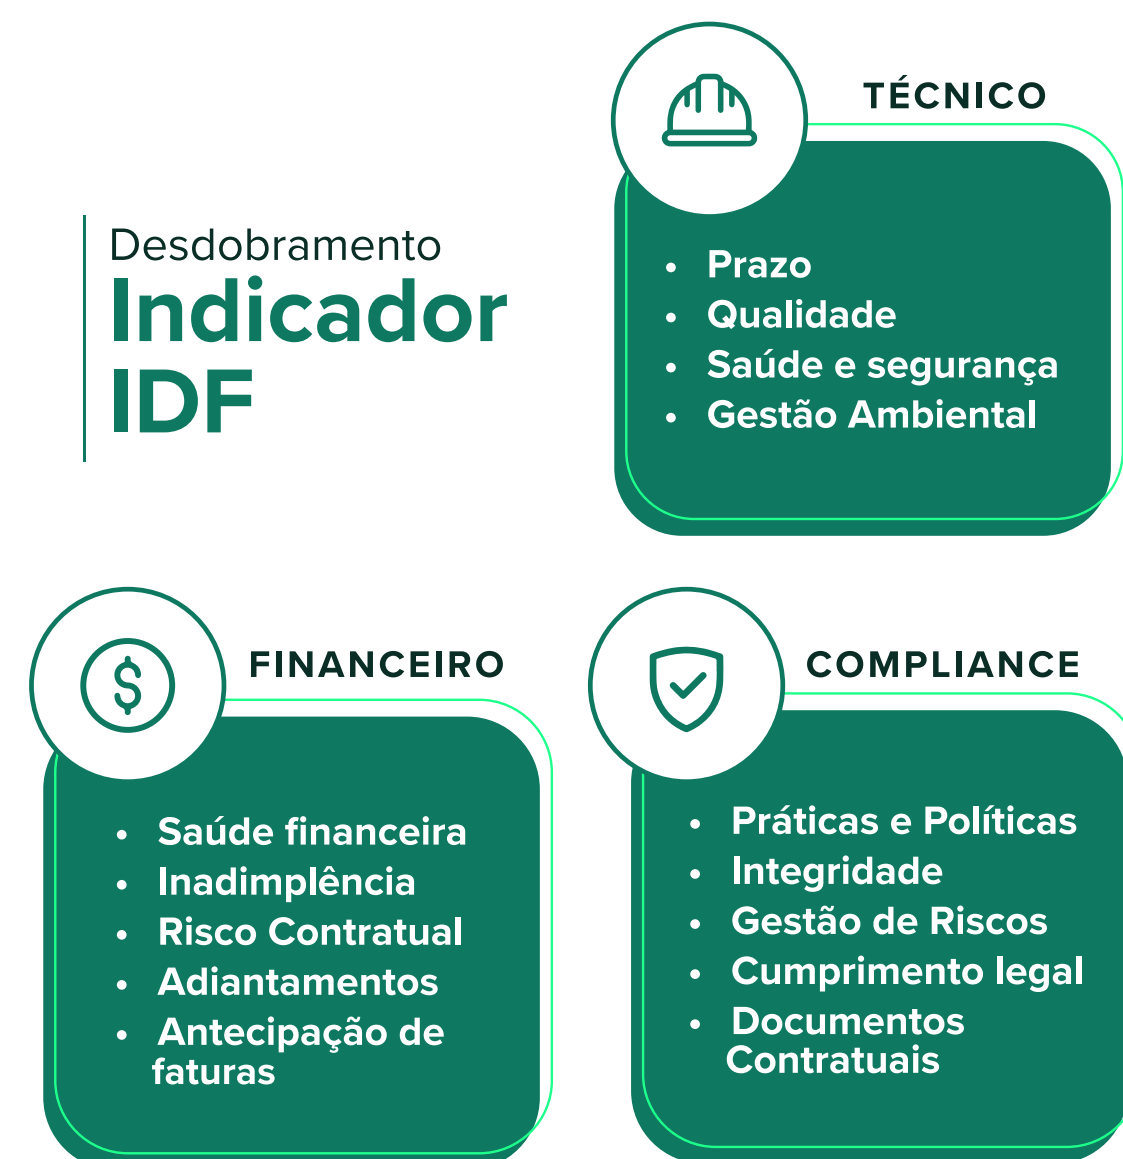 Desdobramento
Indicador
IDF
TÉCNICO
• Prazo
• Qualidade
• Saúde e segurança
• Gestão Ambiental
FINANCEIRO
$
• Saúde financeira
• Inadimplência
• Risco Contratual
• Adiantamentos
• Antecipação de
faturas
COMPLIANCE
• Práticas e Políticas
• Integridade
• Gestão de Riscos
• Cumprimento legal
• Documentos
Contratuais